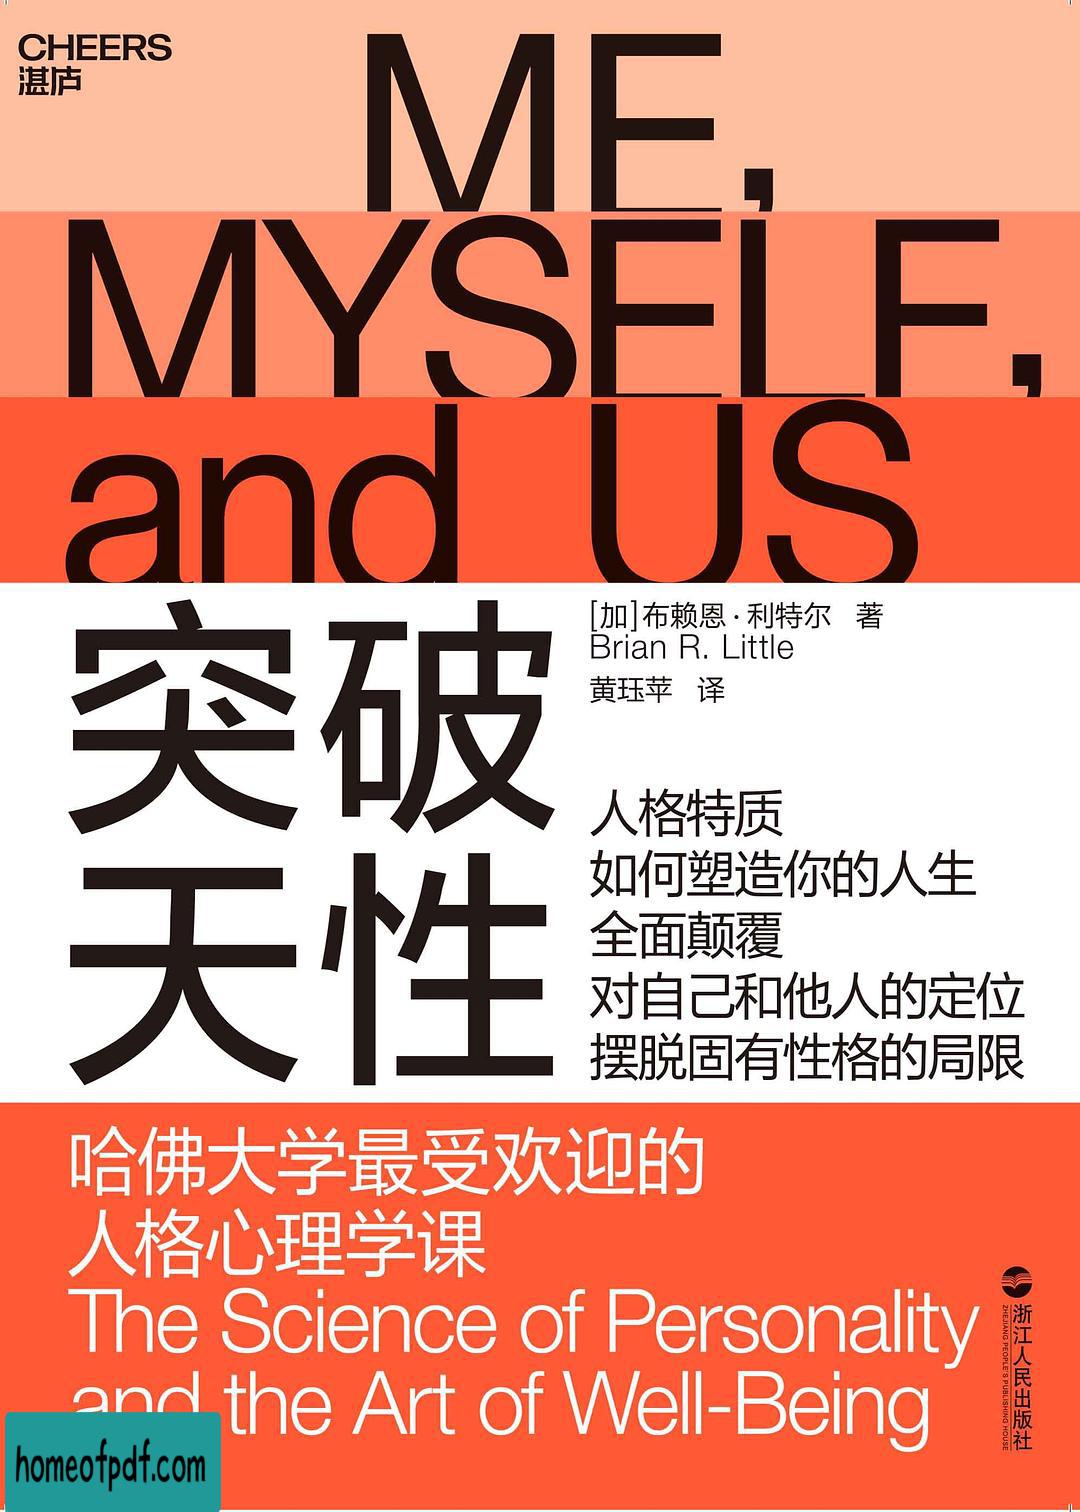 CHEERS
湛庐
ME,
MYSELF,
and US
突破
天性
[加]布赖恩·利特尔 著
Brian R. Little
黄珏苹 译
人格特质
如何塑造你的人生
全面颠覆
对自己和他人的定位
摆脱固有性格的局限
哈佛大学最受欢迎的
人格心理学课
The Science of Personality
and the Art of Well-Being
浙江人民出版社
ZHEJIANG PEOPLE'S PUBLISHING HOUSE
homeofpdf.com